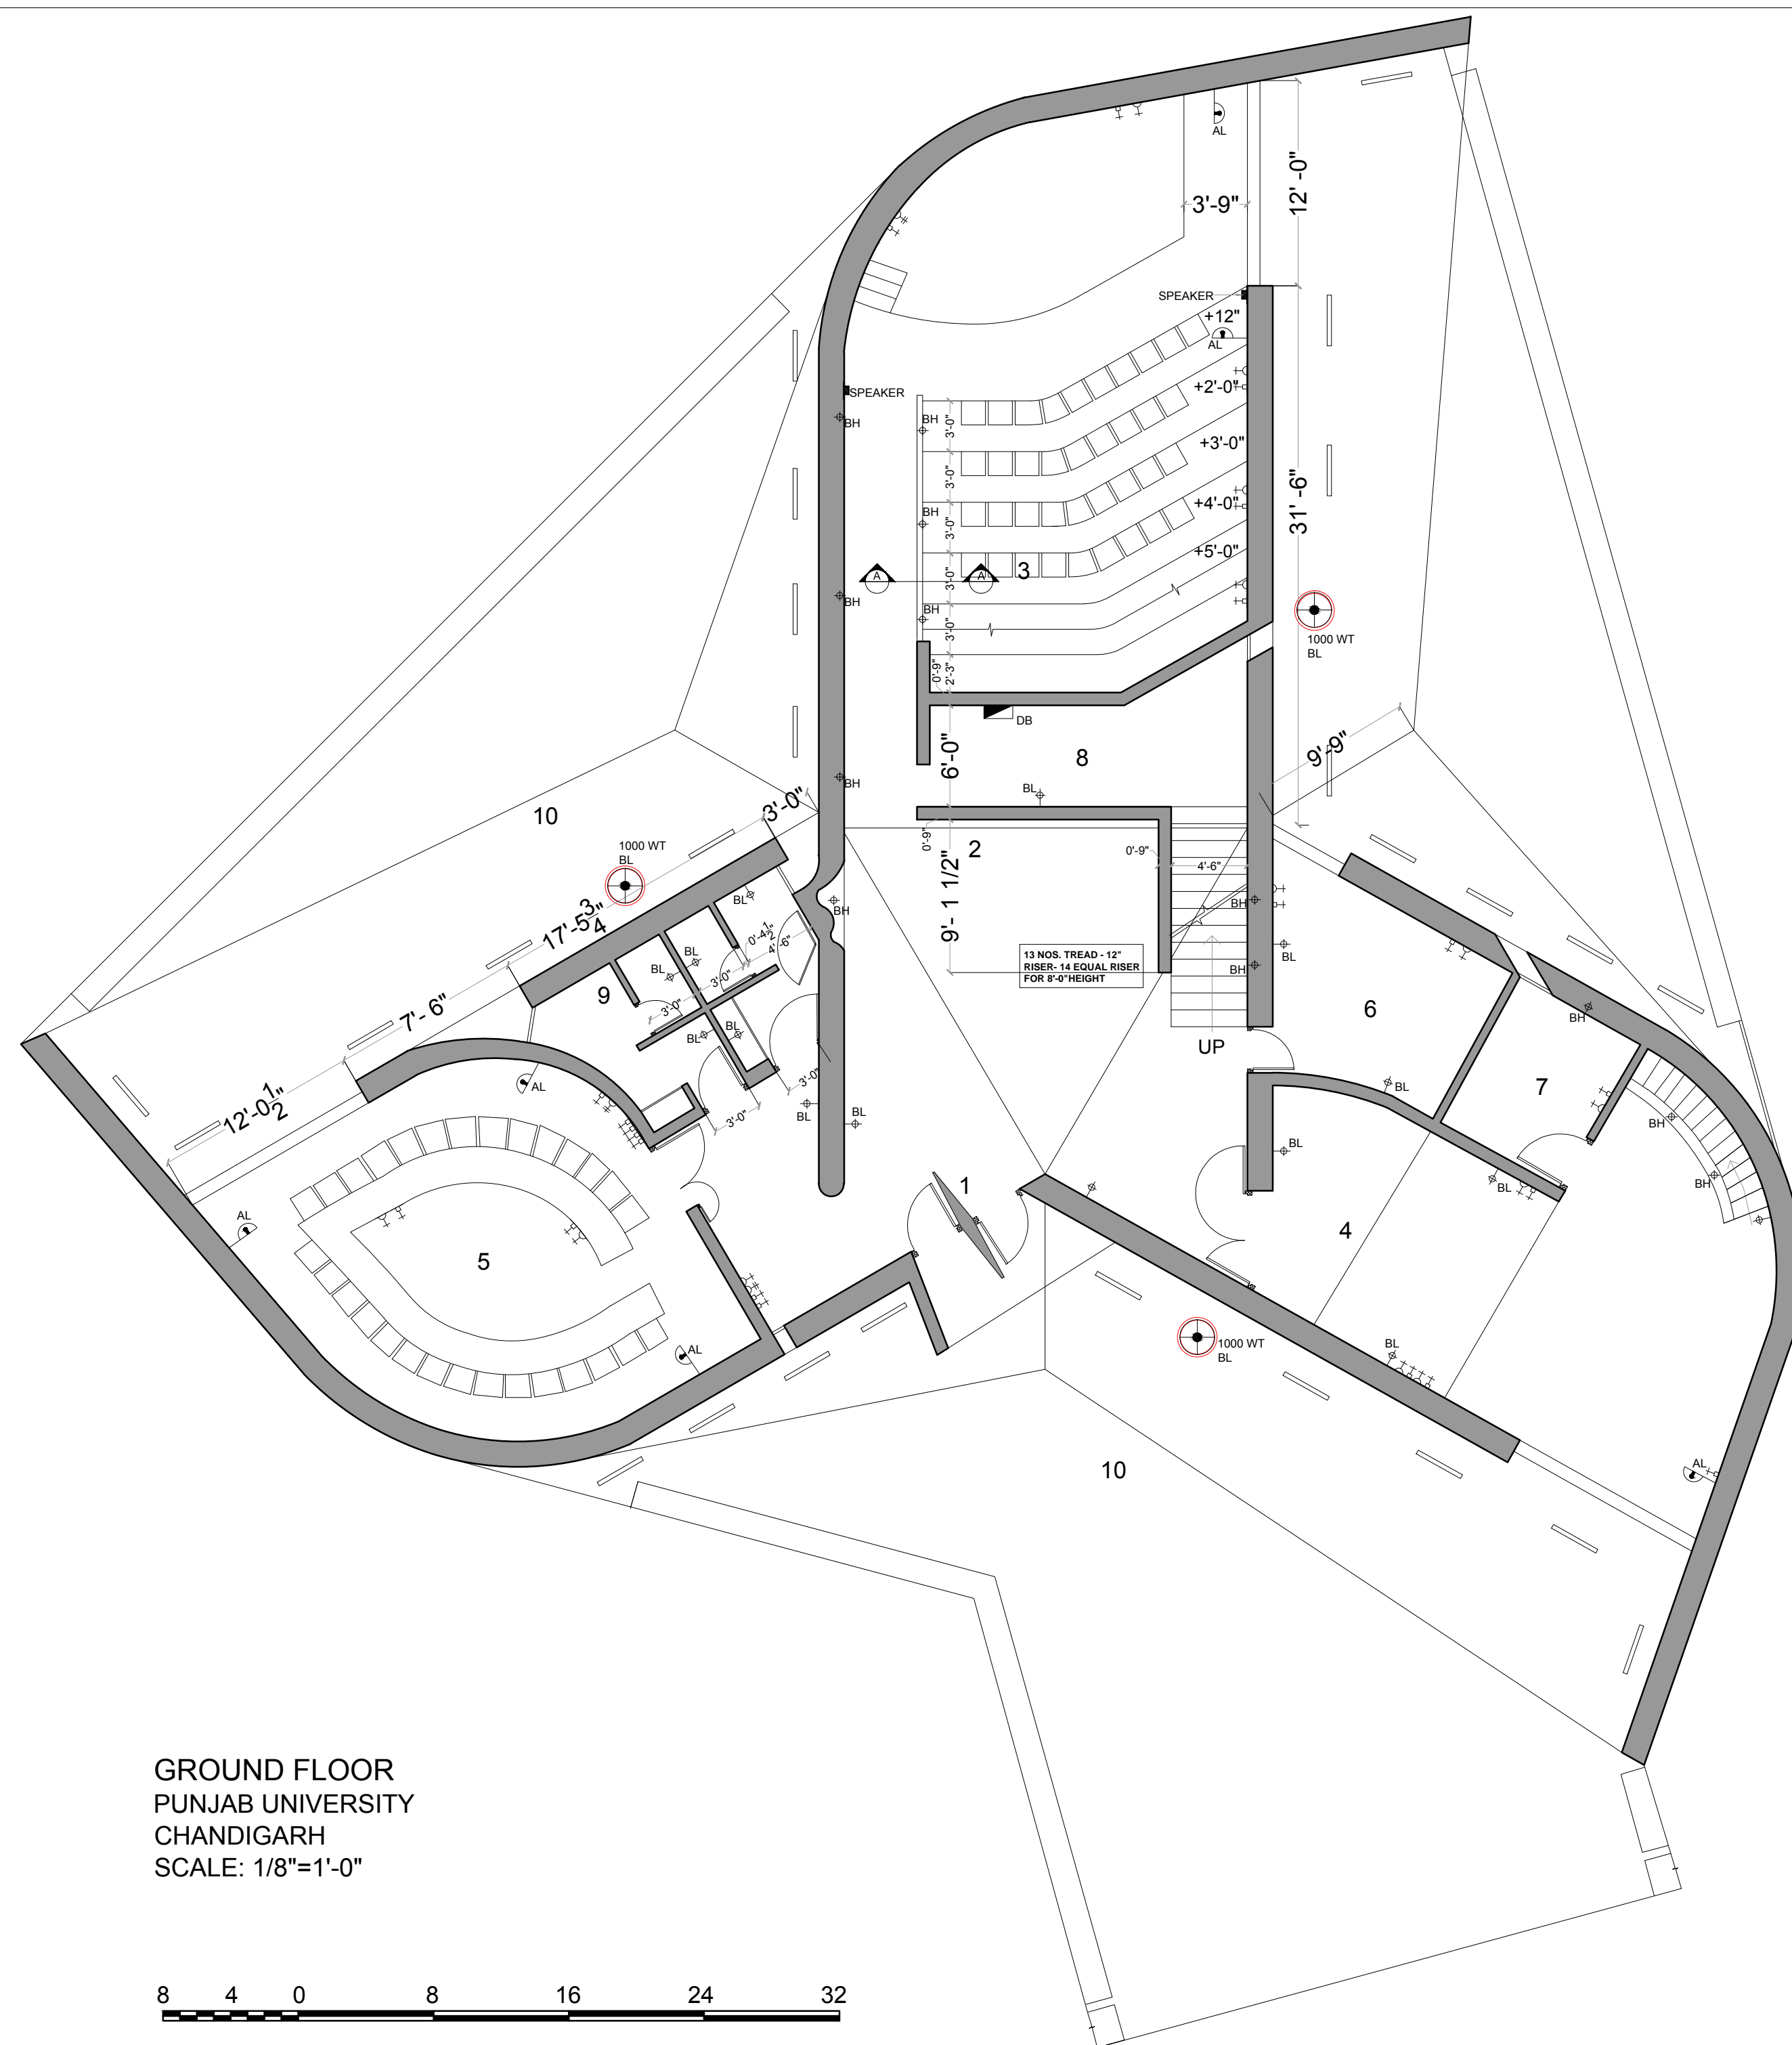 AL
12' -0"
3'-9"
SPEAKER
+12"
AL
SPEAKER
+2'-0"
BH
BH
3'-0"
+3'-0"
3'-0"
31' -6"
+4'-0"
BH
3'-0"
+5'-0"
A
A
3
3'-0"
BH
BH
3'-0"
1000 WT
BL
0'-9"
2'-3"
DB
9'-9"
6'-0"
8
BH
BL
10
3'-0"
1000 WT
BL
0'-9"
2
0'-9"
4'-6"
17'-5 3/4"
BL
BH
BH
9'- 1 1/2"
0'-4 1/2"
4'-6"
BL
BL
BL
3'-0"
3'-0"
9
13 NOS. TREAD - 12"
RISER- 14 EQUAL RISER
FOR 8'-0"HEIGHT
BH
7'- 6"
6
BH
BL
BL
UP
AL
3'-0"
BL
7
12'-0 1/2"
3'-0"
BL
BL
BH
BL
1
BL
BH
AL
4
5
1000 WT
BL
AL
BL
10
AL
GROUND FLOOR
PUNJAB UNIVERSITY
CHANDIGARH
SCALE: 1/8"=1'-0"
8 4 0 8 16 24 32